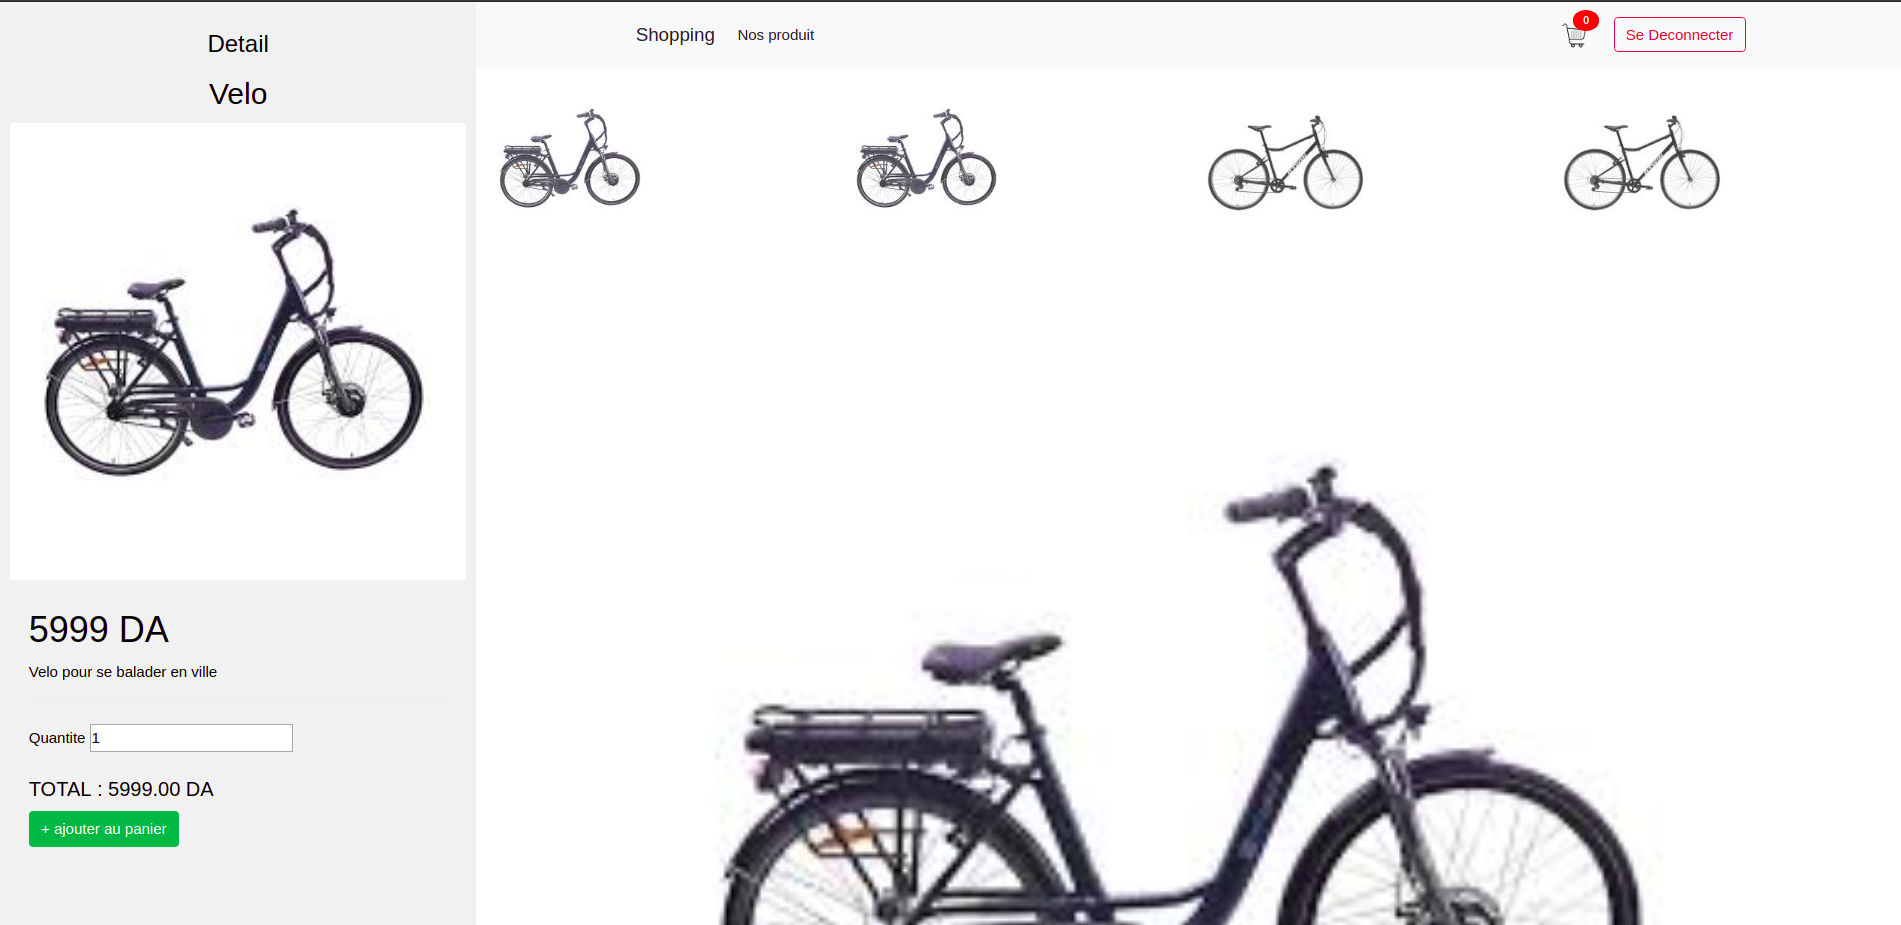 Detail
Velo
5999 DA
Velo pour se balader en ville
Quantite 1
TOTAL : 5999.00 DA
+ ajouter au panier
Shopping Nos produit
0
Se Deconnecter